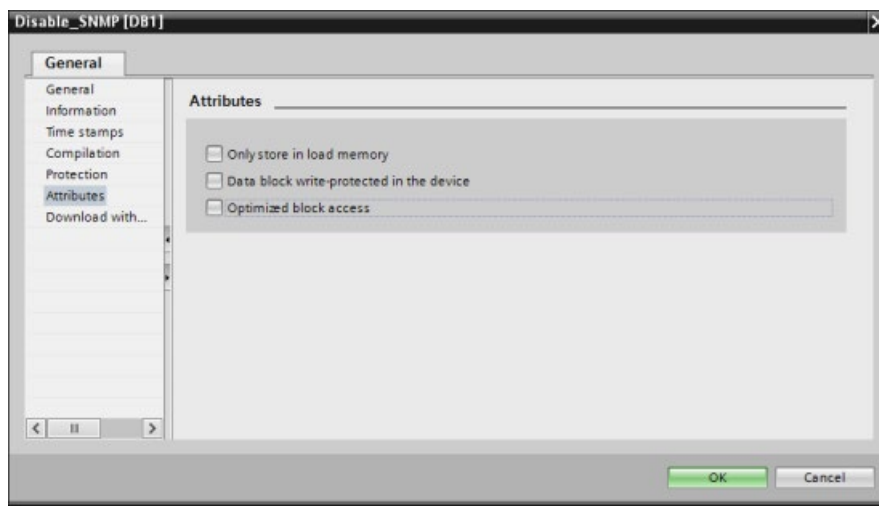 Disable_SNMP [DB1]
General
General
Information
Time stamps
Compilation
Protection
Attributes
Download with...
Attributes
Only store in load memory
Data block write-protected in the device
Optimized block access
OK
Cancel